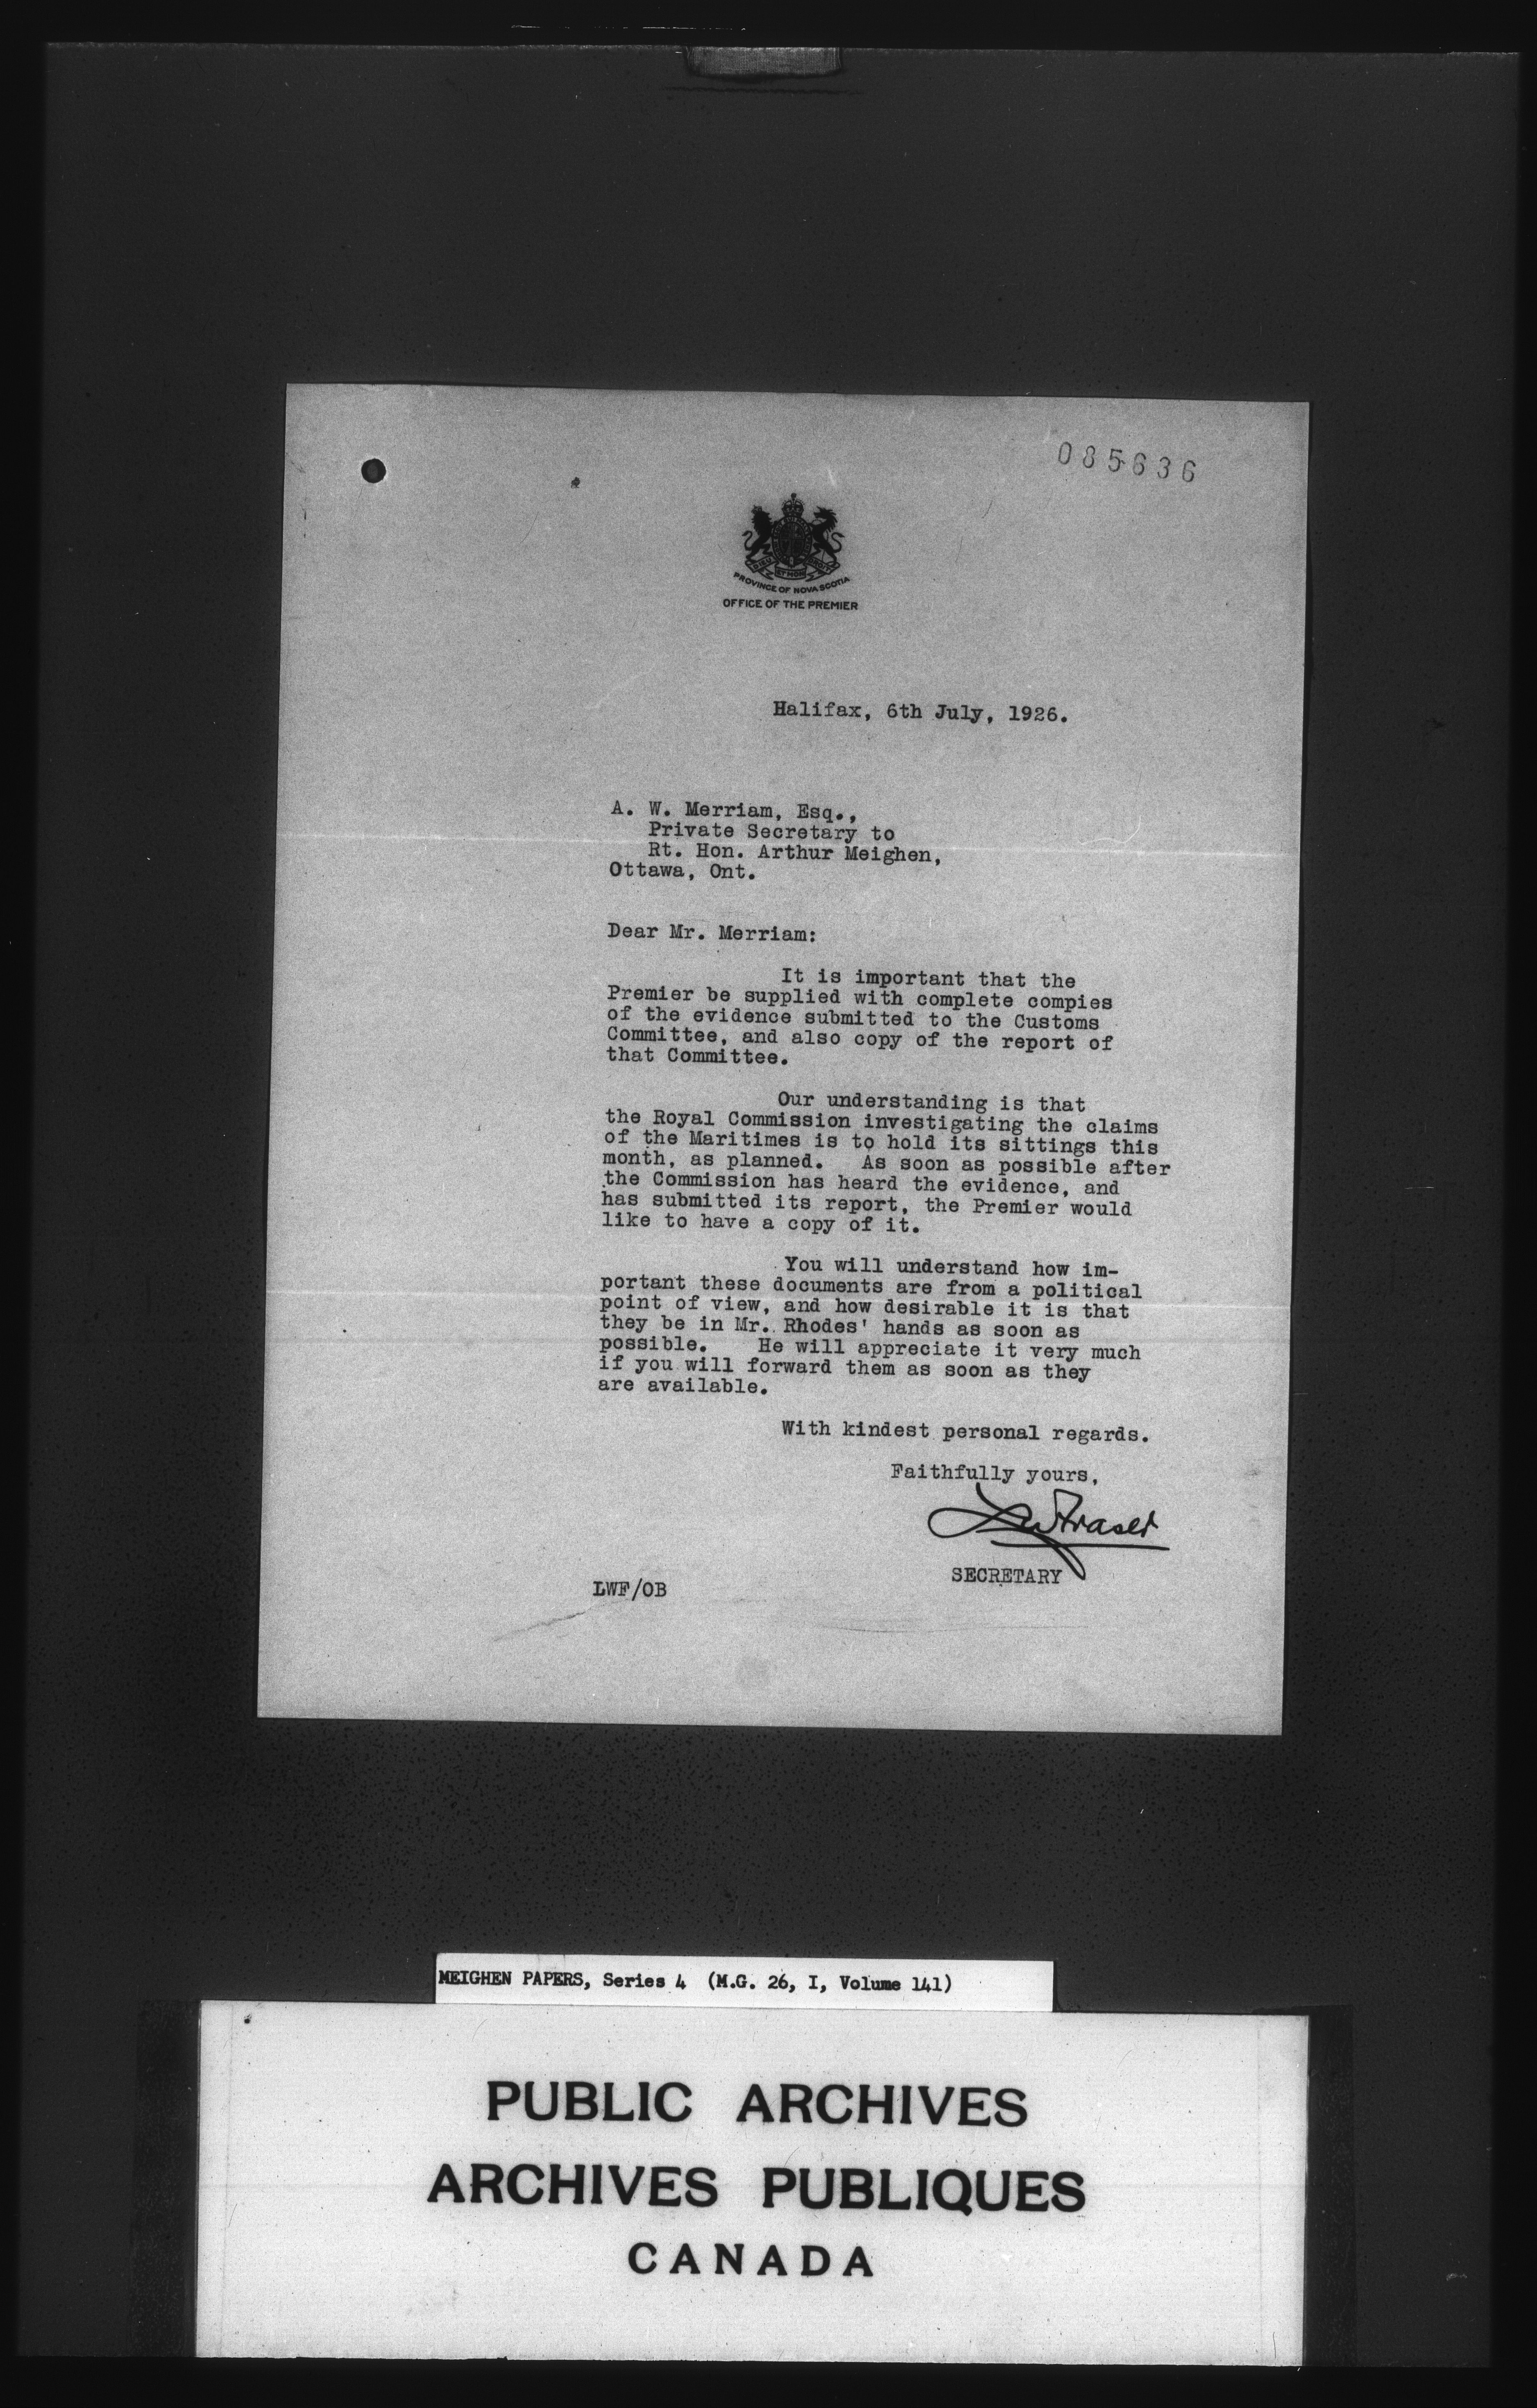 085636
DIEU ET MON DROIT
PROVINCE OF NOVA SCOTIA
OFFICE OF THE PREMIER
Halifax, 6th July, 1926.
A. W. Merriam, Esq.,
Private Secretary to
Rt. Hon. Arthur Meighen,
Ottawa, Ont.
Dear Mr. Merriam:
It is important that the
Premier be supplied with complete compies
of the evidence submitted to the Customs
Committee, and also copy of the report of
that Committee.
Our understanding is that
the Royal Commission investigating the claims
of the Maritimes is to hold its sittings this
month, as planned. As soon as possible after
the Commission has heard the evidence, and
has submitted its report, the Premier would
like to have a copy of it.
You will understand how im-
portant these documents are from a political
point of view, and how desirable it is that
they be in Mr. Rhodes' hands as soon as
possible. He will appreciate it very much
if you will forward them as soon as they
are available.
With kindest personal regards.
Faithfully yours,
LWFraser
SECRETARY
LWF/OB
MEIGHEN PAPERS, Series 4 (M.G. 26, I, Volume 141)
PUBLIC ARCHIVES
ARCHIVES PUBLIQUES
CANADA